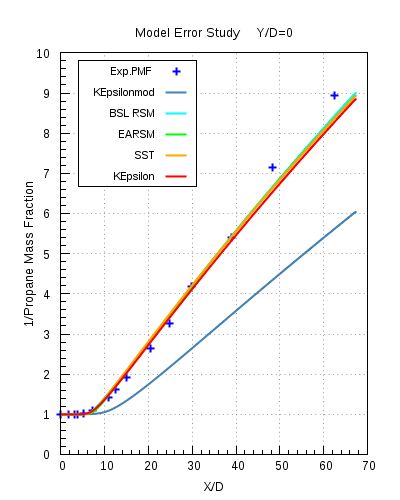 Model Error Study Y/D=0
10
9
8
7
6
5
4
3
2
1
0
1/Propane Mass Fraction
Exp.PMF
KEpsilonmod
BSL RSM
EARSM
SST
KEpsilon
0 10 20 30 40 50 60 70
X/D